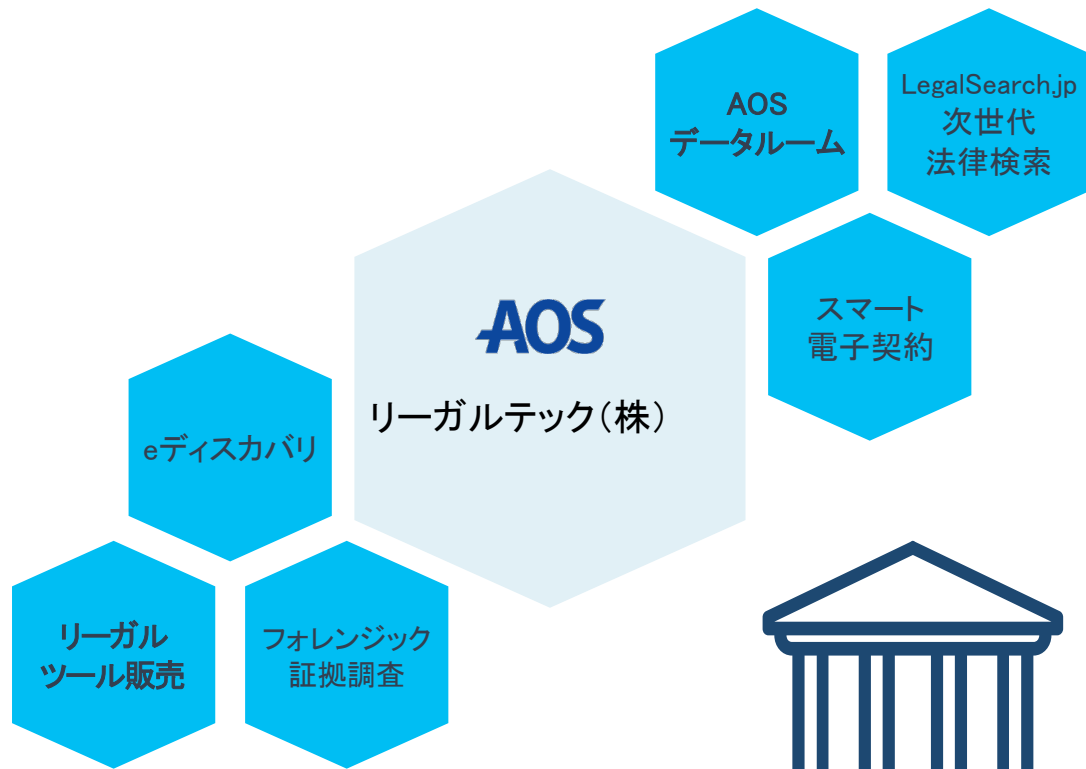 AOS
データルーム
LegalSearch.jp
次世代
法律検索
スマート
電子契約
AOS
リーガルテック（株）
eディスカバリ
リーガル
ツール販売
フォレンジック
証拠調査